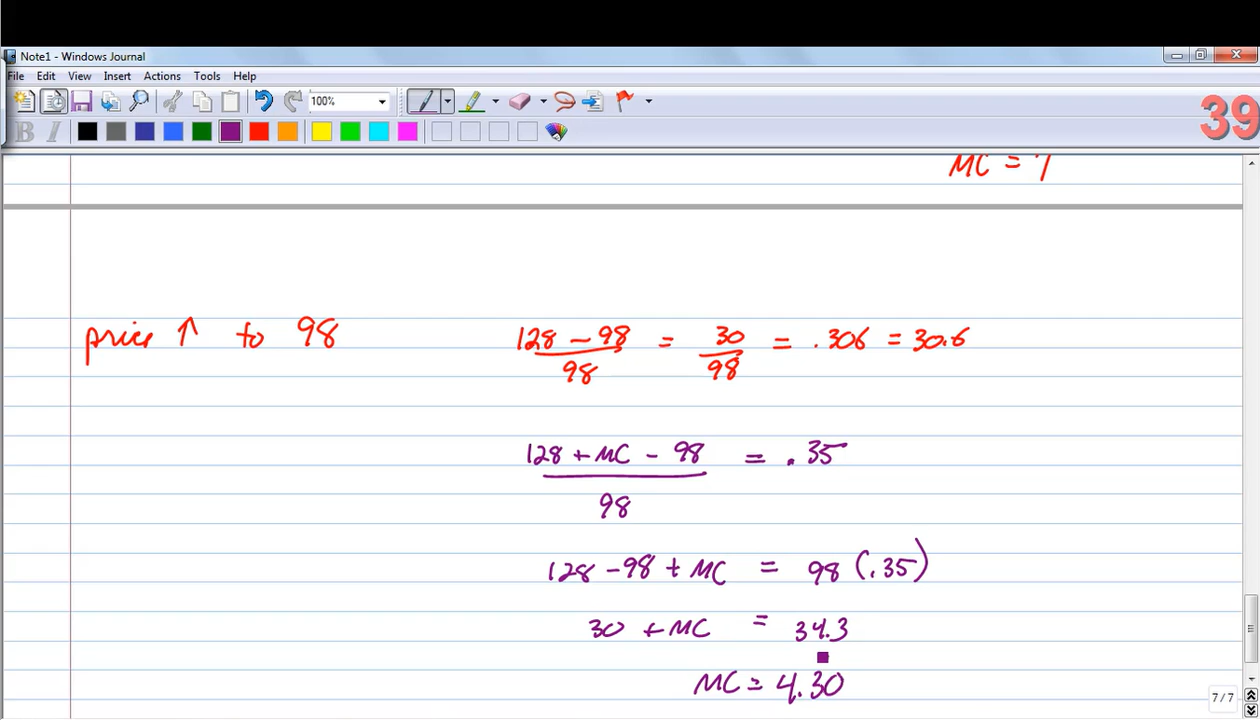 Note1 - Windows Journal
File Edit View Insert Actions Tools Help
100%
B I
39
MC = 7
price ↑ to 98
128 - 98 / 98 = 30 / 98 = .306 = 30.6
128 + MC - 98 / 98 = .35
128 - 98 + MC = 98 (.35)
30 + MC = 34.3
MC = 4.30
7 / 7